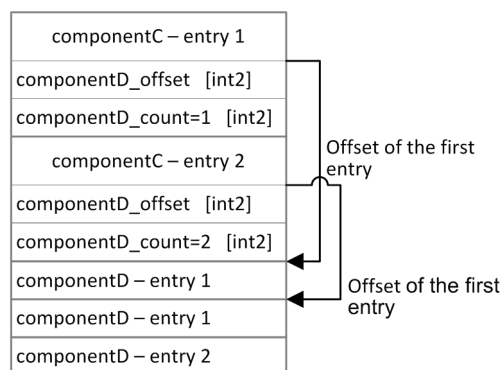 componentC – entry 1
componentD_offset [int2]
componentD_count=1 [int2]
componentC – entry 2
componentD_offset [int2]
componentD_count=2 [int2]
componentD – entry 1
componentD – entry 1
componentD – entry 2
Offset of the first
entry
Offset of the first
entry